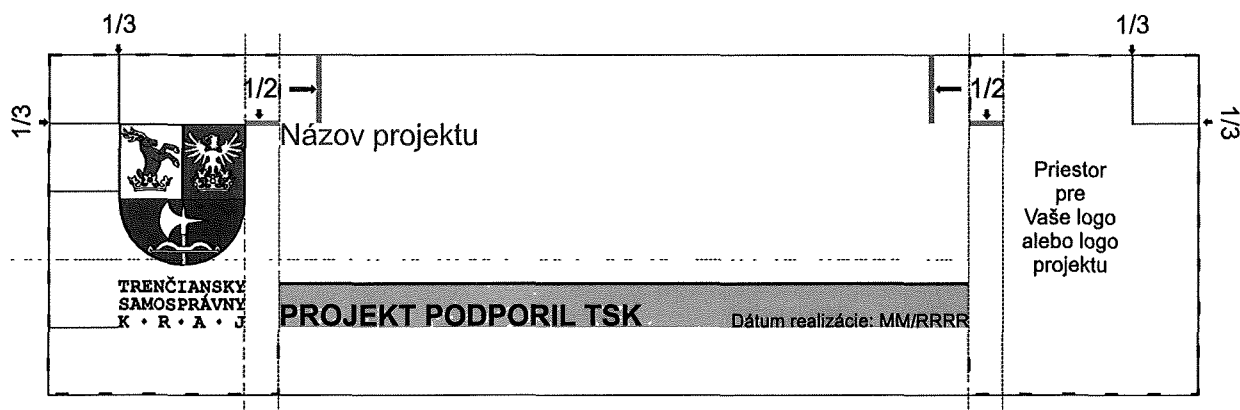 1/3
1/3
1/2
1/2
1/3
1/3
Názov projektu
Priestor
pre
Vaše logo
alebo logo
projektu
TRENČIANSKY
SAMOSPRÁVNY
K · R · A · J
PROJEKT PODPORIL TSK
Dátum realizácie: MM/RRRR